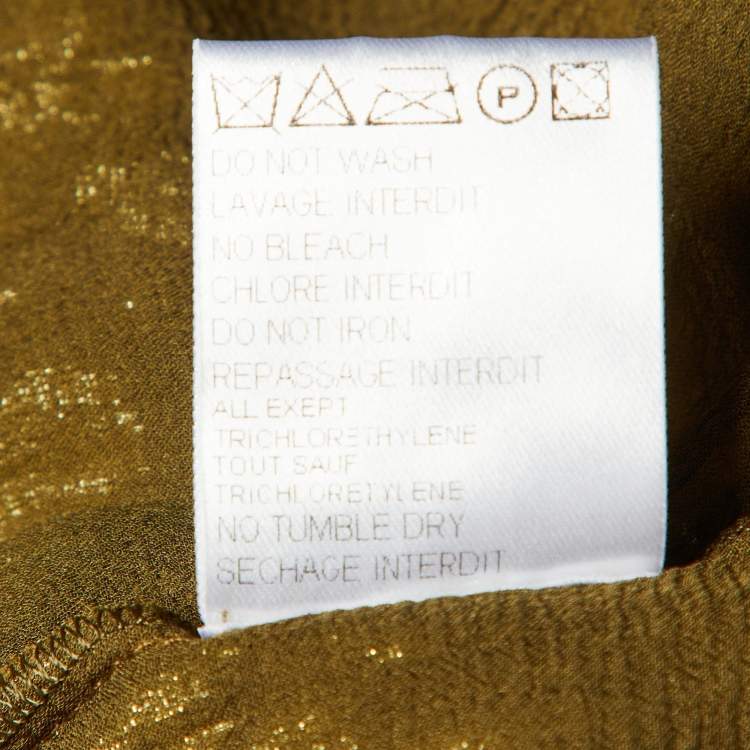 P
DO NOT WASH
LAVAGE INTERDIT
NO BLEACH
CHLORE INTERDIT
DO NOT IRON
REPASSAGE INTERDIT
ALL EXEPT
TRICHLORETHYLENE
TOUT SAUF
TRICHLORETYLENE
NO TUMBLE DRY
SECHAGE INTERDIT